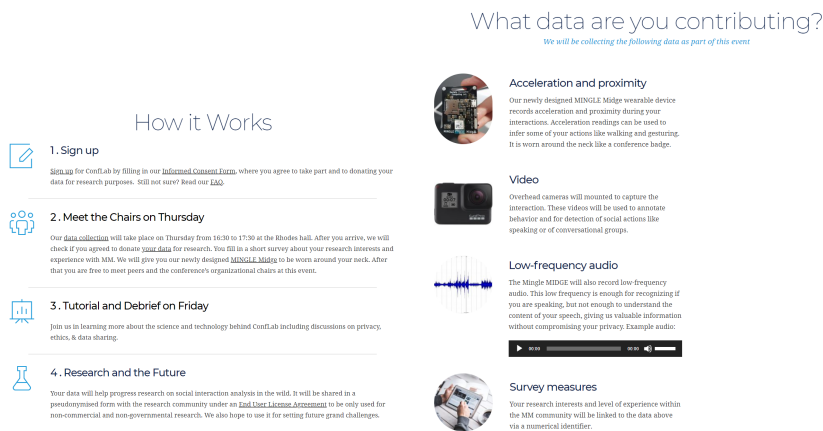 How it Works
1 . Sign up
Sign up for ConfLab by filling in our Informed Consent Form, where you agree to take part and to donating your
data for research purposes. Still not sure? Read our FAQ.
2 . Meet the Chairs on Thursday
Our data collection will take place on Thursday from 16:30 to 17:30 at the Rhodes hall. After you arrive, we will
check if you agreed to donate your data for research. You fill in a short survey about your research interests and
experience with MM. We will give you our newly designed MINGLE Midge to be worn around your neck. After
that you are free to meet peers and the conference's organizational chairs at this event.
3 . Tutorial and Debrief on Friday
Join us in learning more about the science and technology behind ConfLab including discussions on privacy,
ethics, & data sharing.
4 . Research and the Future
Your data will help progress research on social interaction analysis in the wild. It will be shared in a
pseudonymised form with the research community under an End User License Agreement to be only used for
non-commercial and non-governmental research. We also hope to use it for setting future grand challenges.
What data are you contributing?
We will be collecting the following data as part of this event
Acceleration and proximity
Our newly designed MINGLE Midge wearable device
records acceleration and proximity during your
interactions. Acceleration readings can be used to
infer some of your actions like walking and gesturing.
It is worn around the neck like a conference badge.
Video
Overhead cameras will mounted to capture the
interaction. These videos will be used to annotate
behavior and for detection of social actions like
speaking or of conversational groups.
Low-frequency audio
The Mingle MIDGE will also record low-frequency
audio. This low frequency is enough for recognizing if
you are speaking, but not enough to understand the
content of your speech, giving us valuable information
without compromising your privacy. Example audio:
00:00 00:00
Survey measures
Your research interests and level of experience within
the MM community will be linked to the data above
via a numerical identifier.